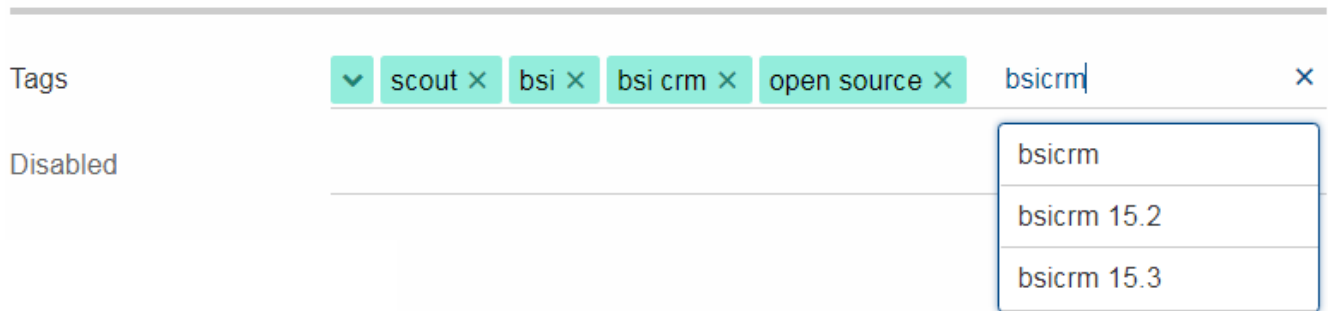 Tags scout × bsi × bsi crm × open source × bsicrm ×
Disabled
bsicrm
bsicrm 15.2
bsicrm 15.3